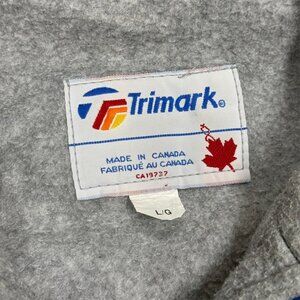 Trimark®
MADE IN CANADA
FABRIQUÉ AU CANADA
CA19737
L/G